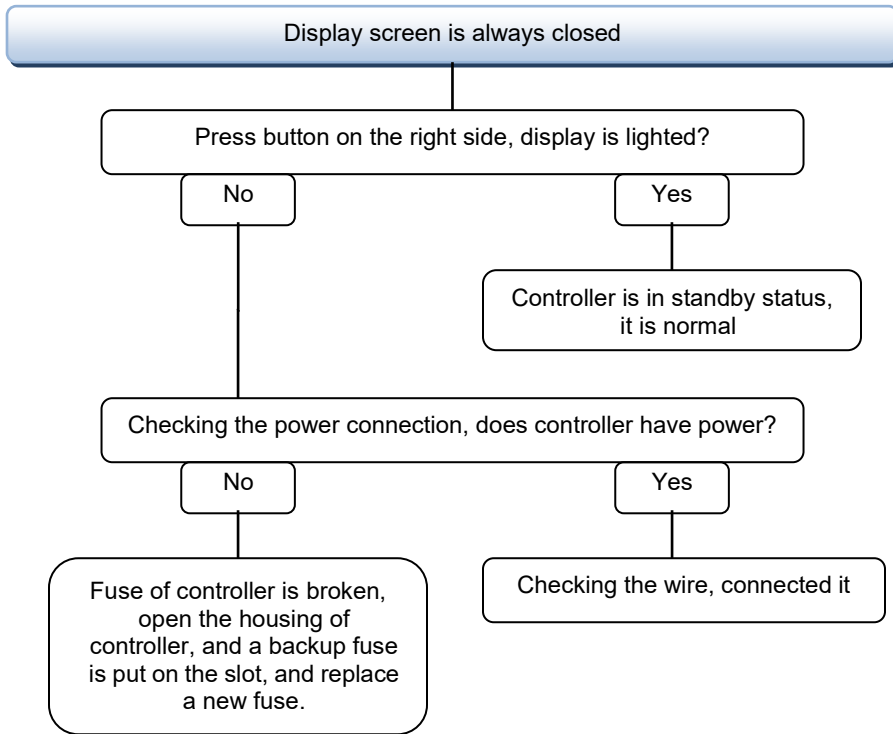 Display screen is always closed
Press button on the right side, display is lighted?
No
Yes
Controller is in standby status,
it is normal
Checking the power connection, does controller have power?
No
Yes
Fuse of controller is broken,
open the housing of
controller, and a backup fuse
is put on the slot, and replace
a new fuse.
Checking the wire, connected it